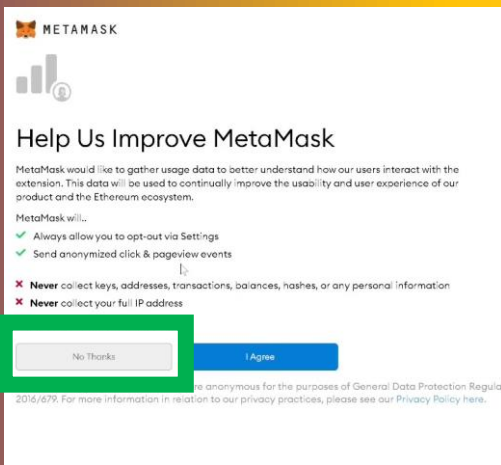 METAMASK
Help Us Improve MetaMask
MetaMask would like to gather usage data to better understand how our users interact with the
extension. This data will be used to continually improve the usability and user experience of our
product and the Ethereum ecosystem.
MetaMask will..
Always allow you to opt-out via Settings
Send anonymized click & pageview events
Never collect keys, addresses, transactions, balances, hashes, or any personal information
Never collect your full IP address
No Thanks
I Agree
anonymous for the purposes of General Data Protection
2016/679. For more information in relation to our privacy practices, please see our Privacy Policy here.